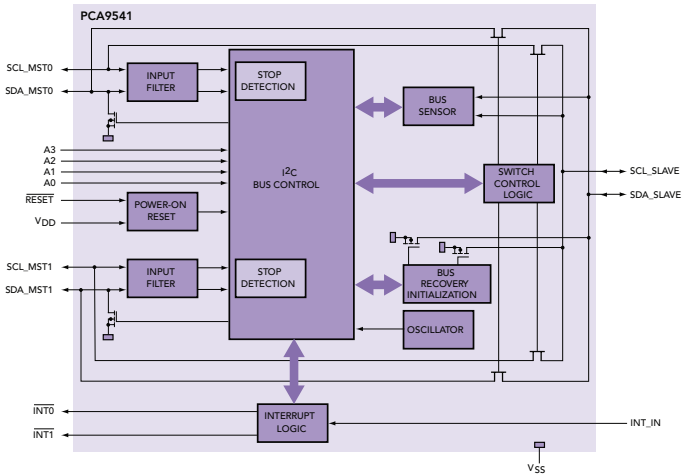 PCA9541
SCL_MST0
SDA_MST0
INPUT
FILTER
STOP
DETECTION
BUS
SENSOR
A3
A2
A1
A0
I²C
BUS CONTROL
SWITCH
CONTROL
LOGIC
SCL_SLAVE
SDA_SLAVE
RESET
VDD
POWER-ON
RESET
SCL_MST1
SDA_MST1
INPUT
FILTER
STOP
DETECTION
BUS
RECOVERY
INITIALIZATION
OSCILLATOR
INT0
INT1
INTERRUPT
LOGIC
INT_IN
VSS